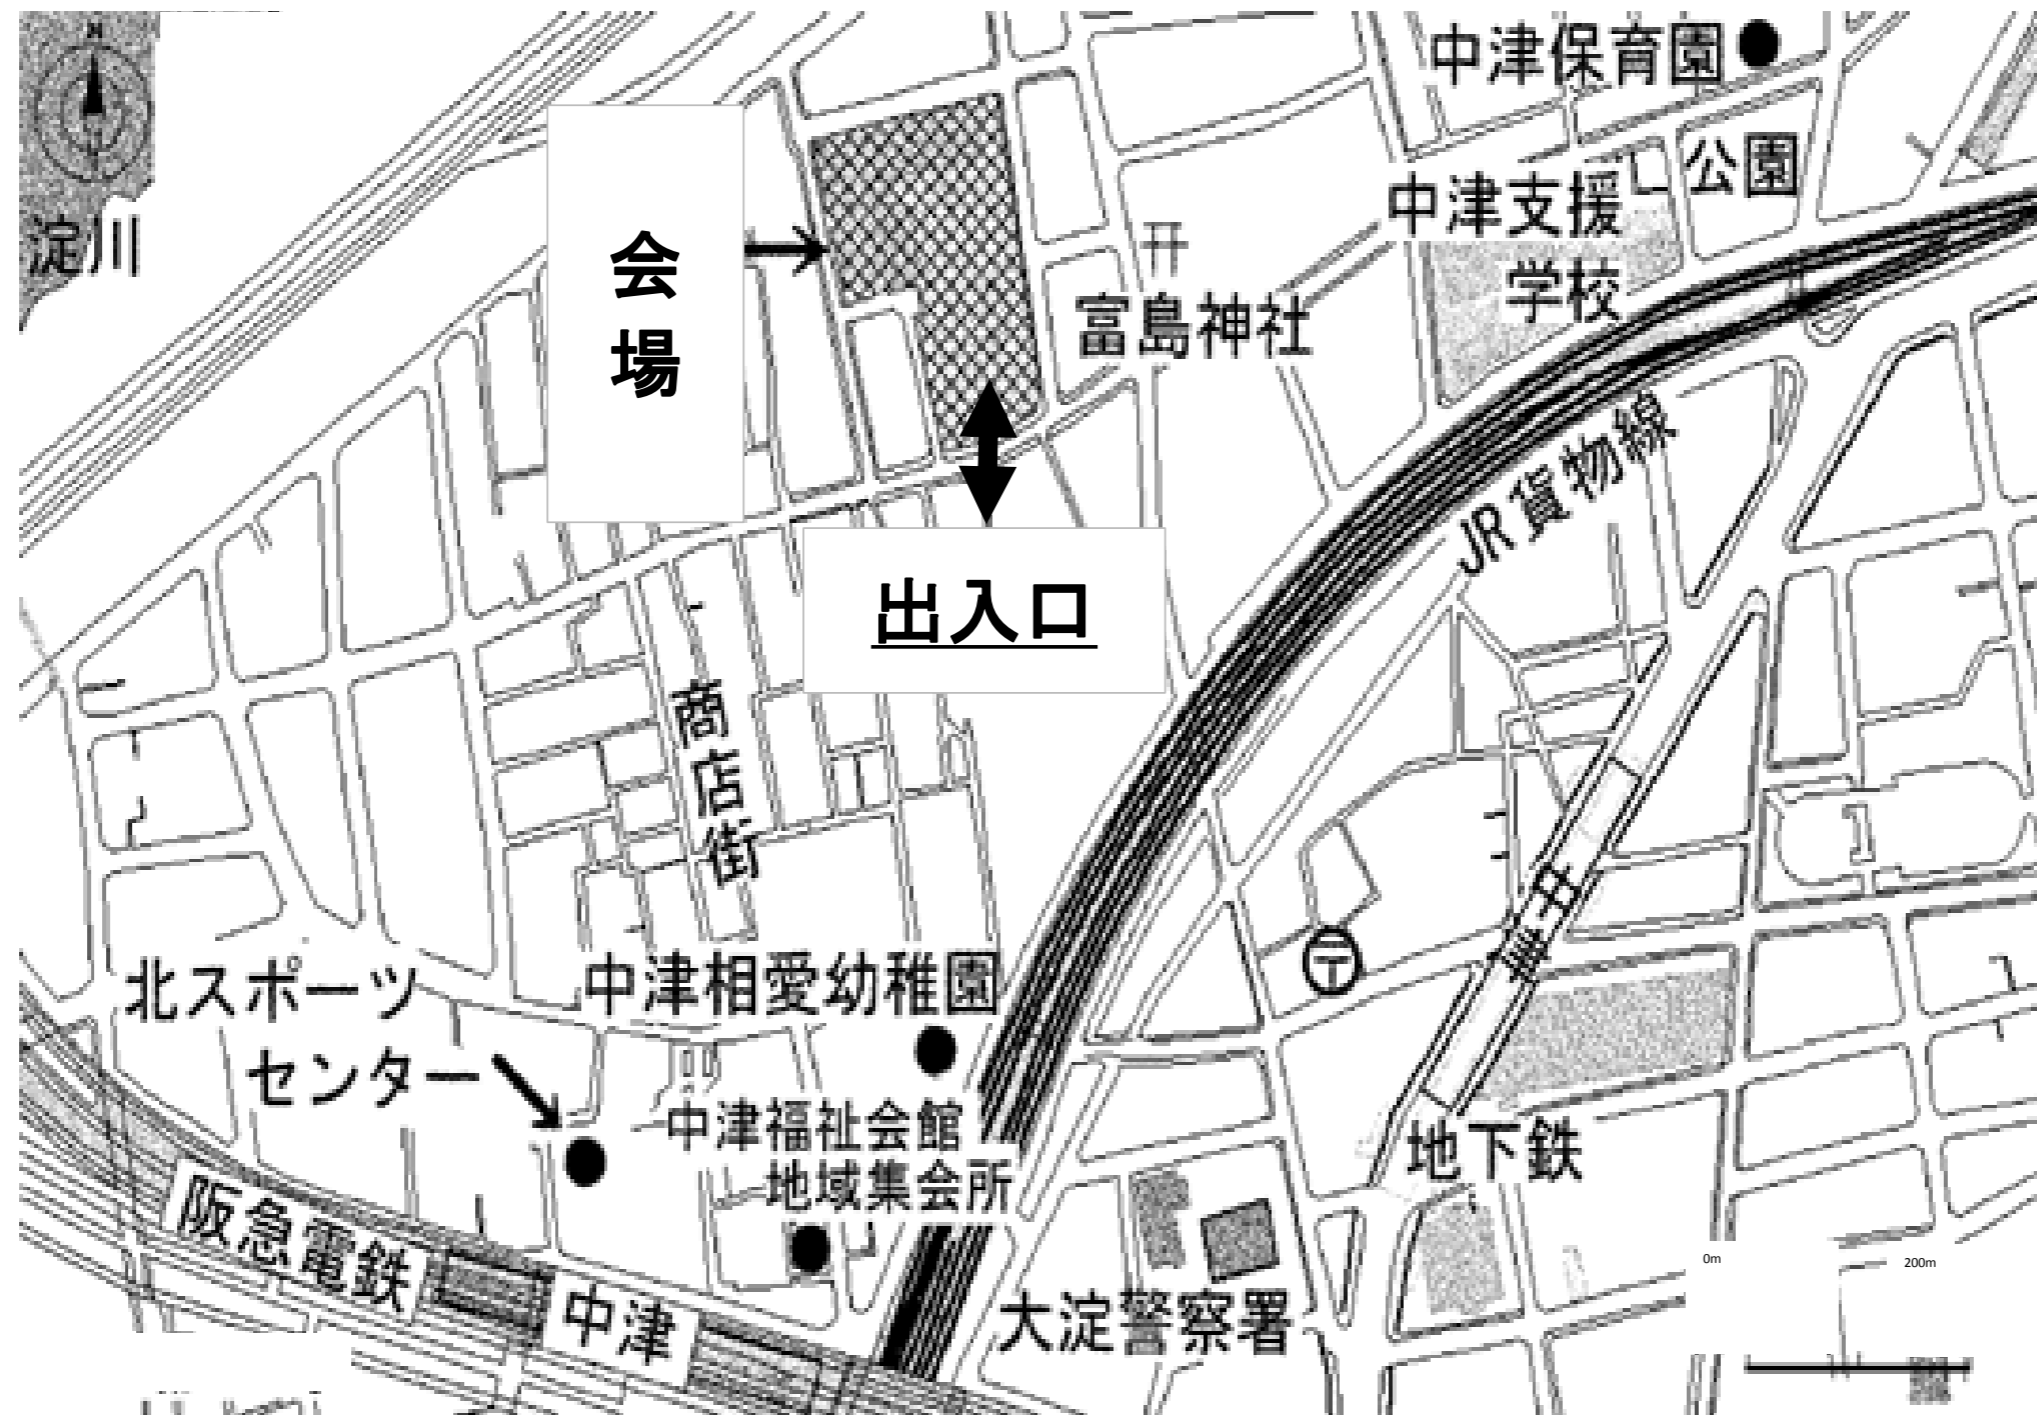 N
淀川
会
場
出入口
中津保育園
公園
中津支援
学校
富島神社
JR貨物線
商
店
街
中津
〒
北スポーツ
センター
中津相愛幼稚園
中津福祉会館
地域集会所
地下鉄
阪急電鉄
中津
大淀警察署
0m
200m